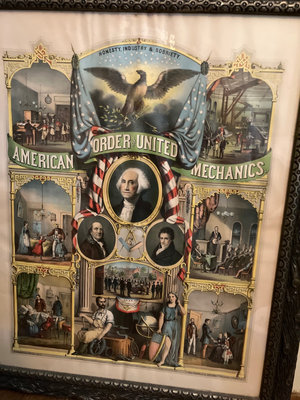 HONESTY, INDUSTRY & SOBRIETY.
AMERICAN ORDER UNITED MECHANICS.